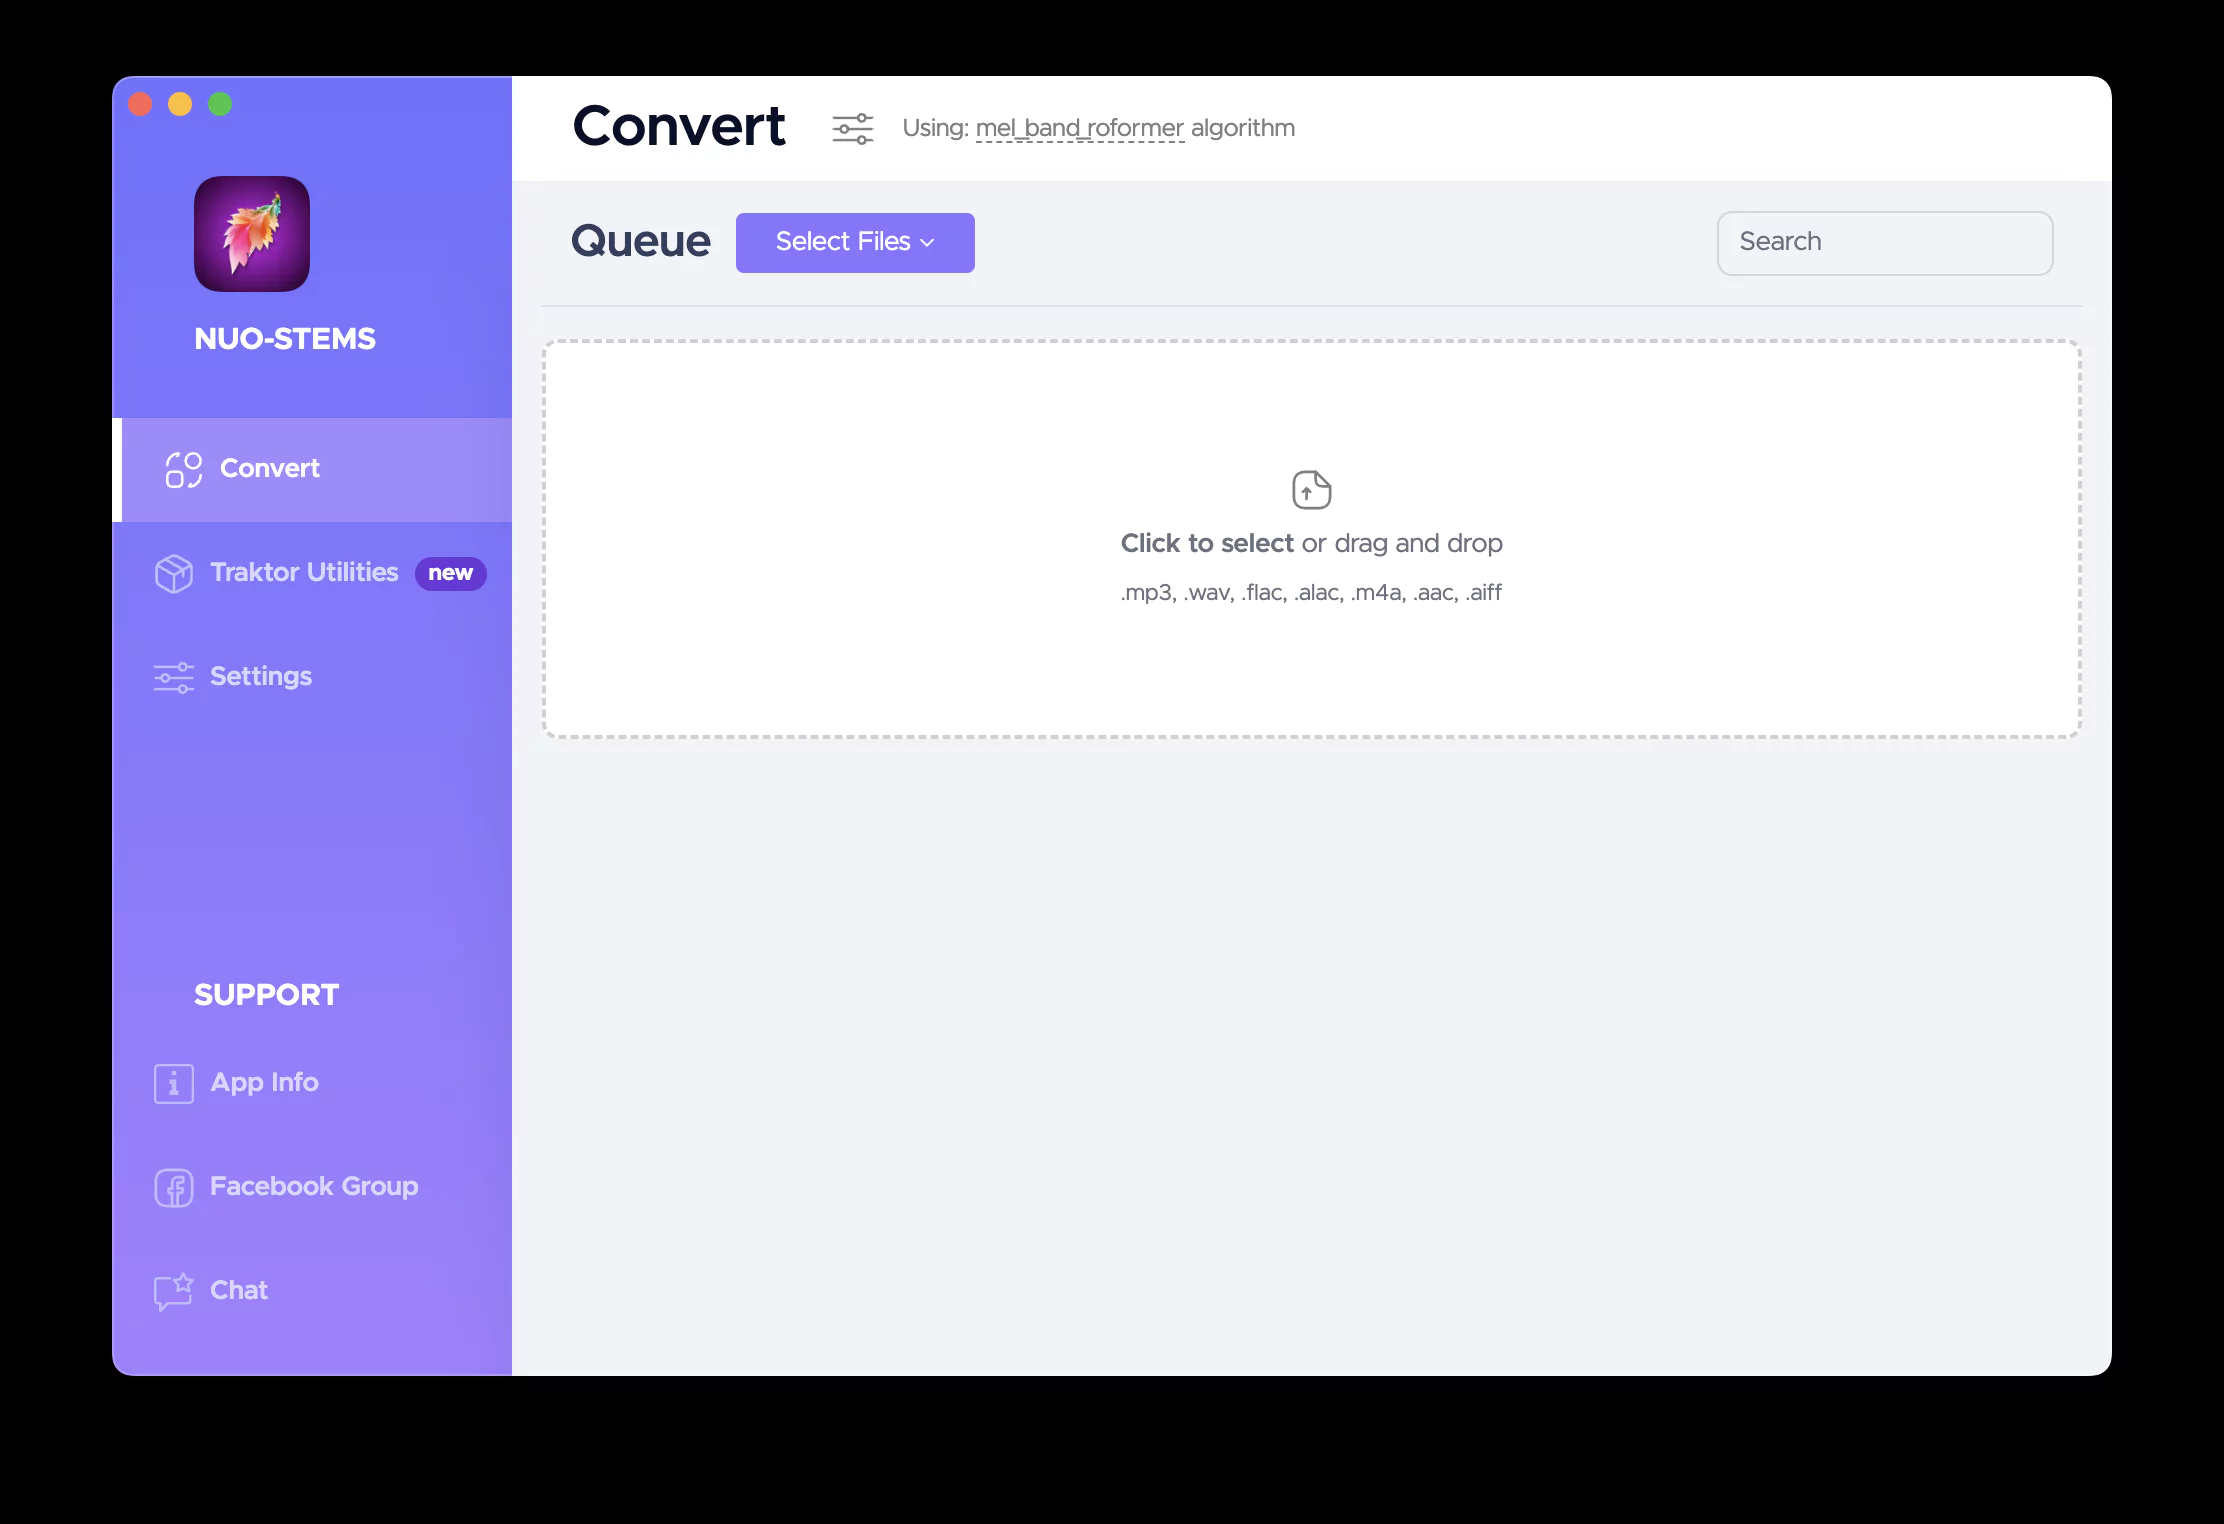 NUO-STEMS
Convert
Traktor Utilities new
Settings
SUPPORT
App Info
Facebook Group
Chat
Convert
Using: mel_band_roformer algorithm
Queue
Select Files
Search
Click to select or drag and drop
.mp3, .wav, .flac, .alac, .m4a, .aac, .aiff